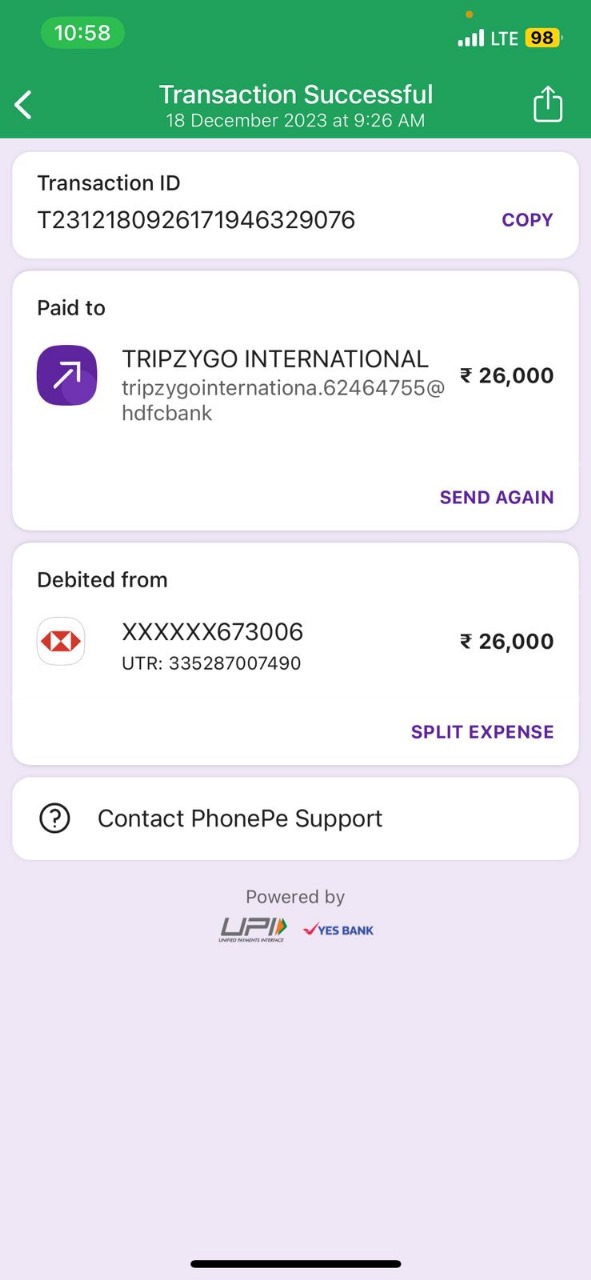 10:58
LTE 98
Transaction Successful
18 December 2023 at 9:26 AM
Transaction ID
T2312180926171946329076
COPY
Paid to
TRIPZYGO INTERNATIONAL
₹ 26,000
tripzygointernationa.62464755@
hdfcbank
SEND AGAIN
Debited from
XXXXXX673006
₹ 26,000
UTR: 335287007490
SPLIT EXPENSE
Contact PhonePe Support
Powered by
UPI
UNIFIED PAYMENTS INTERFACE
YES BANK